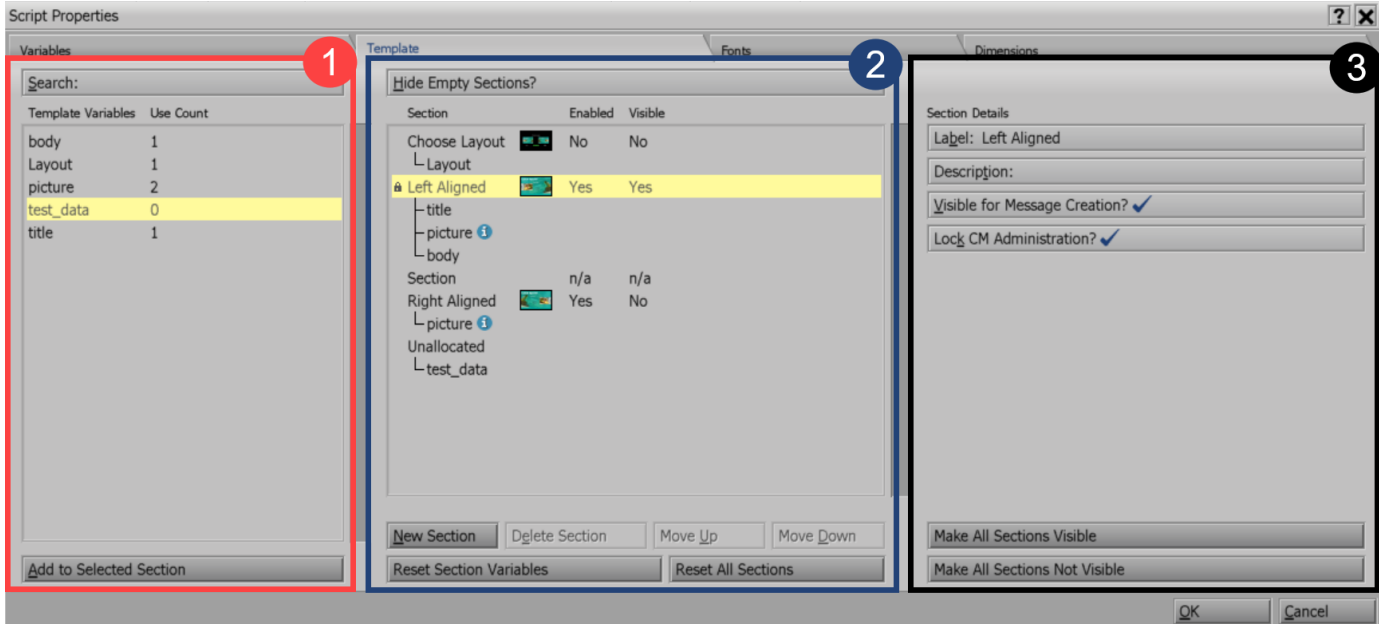 Script Properties
? X
Variables Template Fonts Dimensions
1
Search:
Template Variables Use Count
body 1
Layout 1
picture 2
test_data 0
title 1
Add to Selected Section
2
Hide Empty Sections?
Section Enabled Visible
Choose Layout No No
Layout
Left Aligned Yes Yes
title
picture i
body
Section n/a n/a
Right Aligned Yes No
picture i
Unallocated
test_data
New Section Delete Section Move Up Move Down
Reset Section Variables Reset All Sections
3
Section Details
Label: Left Aligned
Description:
Visible for Message Creation?
Lock CM Administration?
Make All Sections Visible
Make All Sections Not Visible
OK Cancel